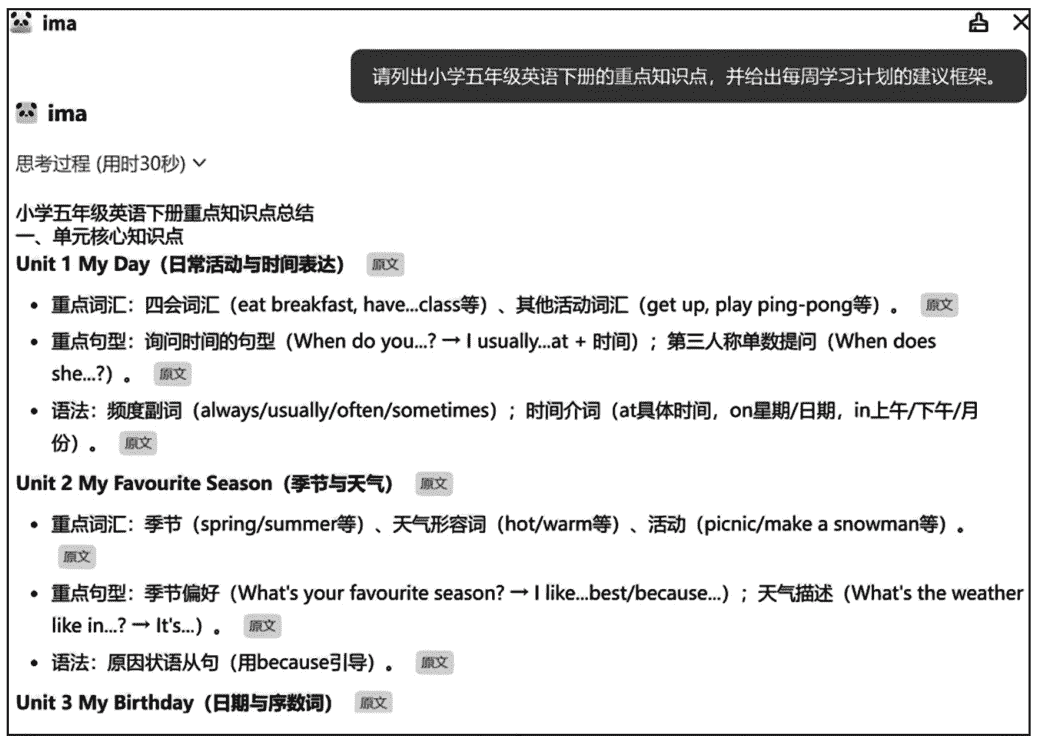 ima
请列出小学五年级英语下册的重点知识点，并给出每周学习计划的建议框架。
ima
思考过程 (用时30秒)
小学五年级英语下册重点知识点总结
一、单元核心知识点
Unit 1 My Day（日常活动与时间表达） 原文
• 重点词汇：四会词汇（eat breakfast, have...class等）、其他活动词汇（get up, play ping-pong等）。 原文
• 重点句型：询问时间的句型（When do you...? → I usually...at + 时间）；第三人称单数提问（When does
she...?）。 原文
• 语法：频度副词（always/usually/often/sometimes）；时间介词（at具体时间，on星期/日期，in上午/下午/月
份）。 原文
Unit 2 My Favourite Season（季节与天气） 原文
• 重点词汇：季节（spring/summer等）、天气形容词（hot/warm等）、活动（picnic/make a snowman等）。
原文
• 重点句型：季节偏好（What's your favourite season? → I like...best/because...）；天气描述（What's the weather
like in...? → It's...）。 原文
• 语法：原因状语从句（用because引导）。 原文
Unit 3 My Birthday（日期与序数词） 原文